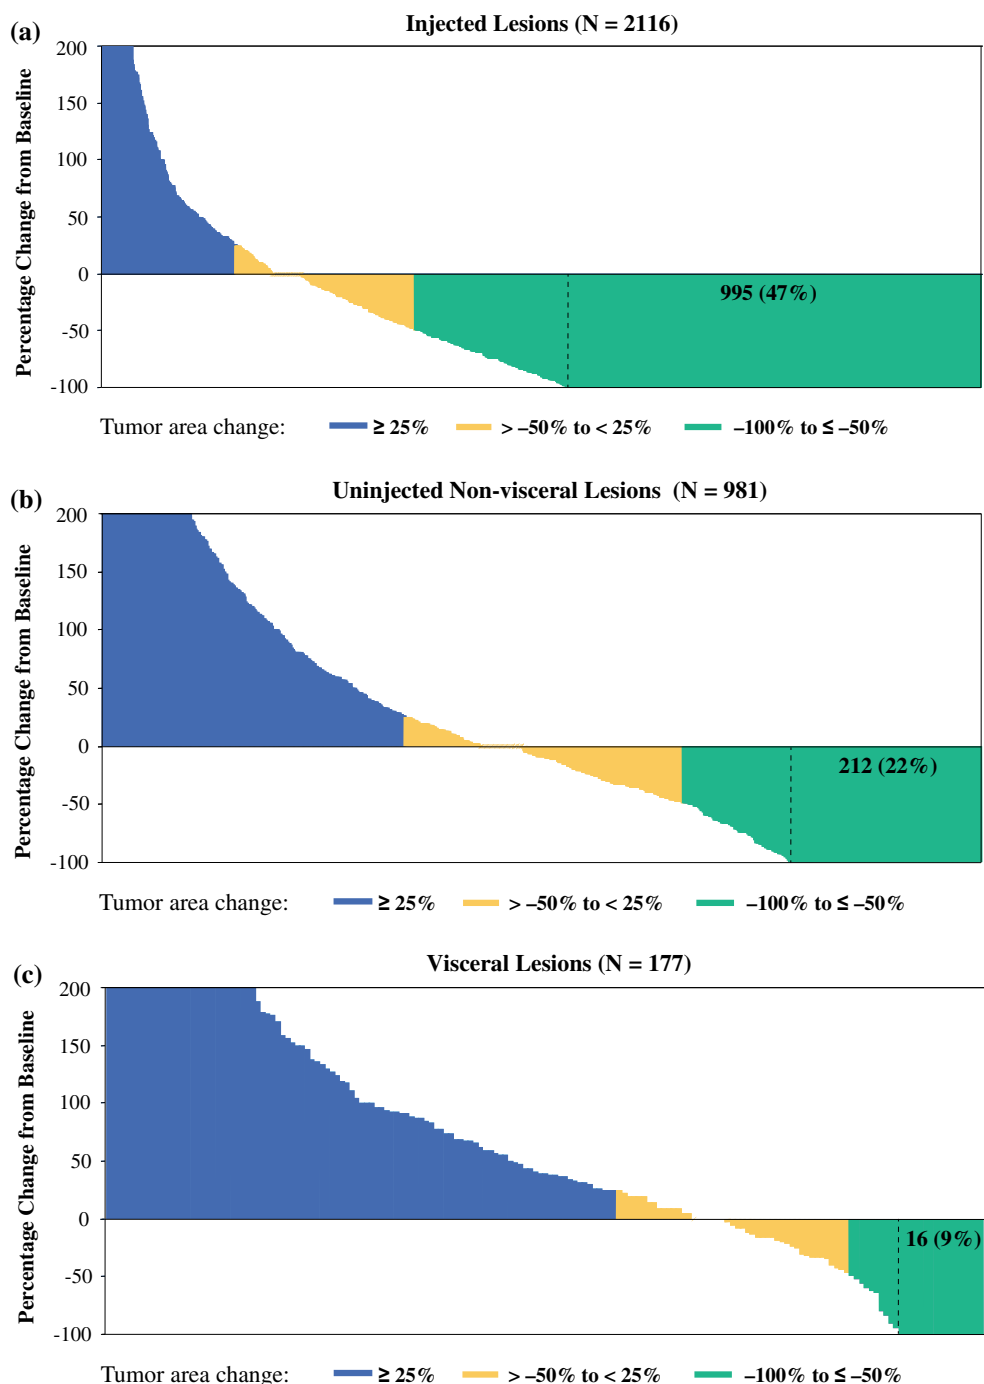 (a)
Injected Lesions (N = 2116)
Percentage Change from Baseline
200
150
100
50
0
-50
-100
995 (47%)
Tumor area change: ≥ 25% > –50% to < 25% –100% to ≤ –50%
(b)
Uninjected Non-visceral Lesions (N = 981)
Percentage Change from Baseline
200
150
100
50
0
-50
-100
212 (22%)
Tumor area change: ≥ 25% > –50% to < 25% –100% to ≤ –50%
(c)
Visceral Lesions (N = 177)
Percentage Change from Baseline
200
150
100
50
0
-50
-100
16 (9%)
Tumor area change: ≥ 25% > –50% to < 25% –100% to ≤ –50%